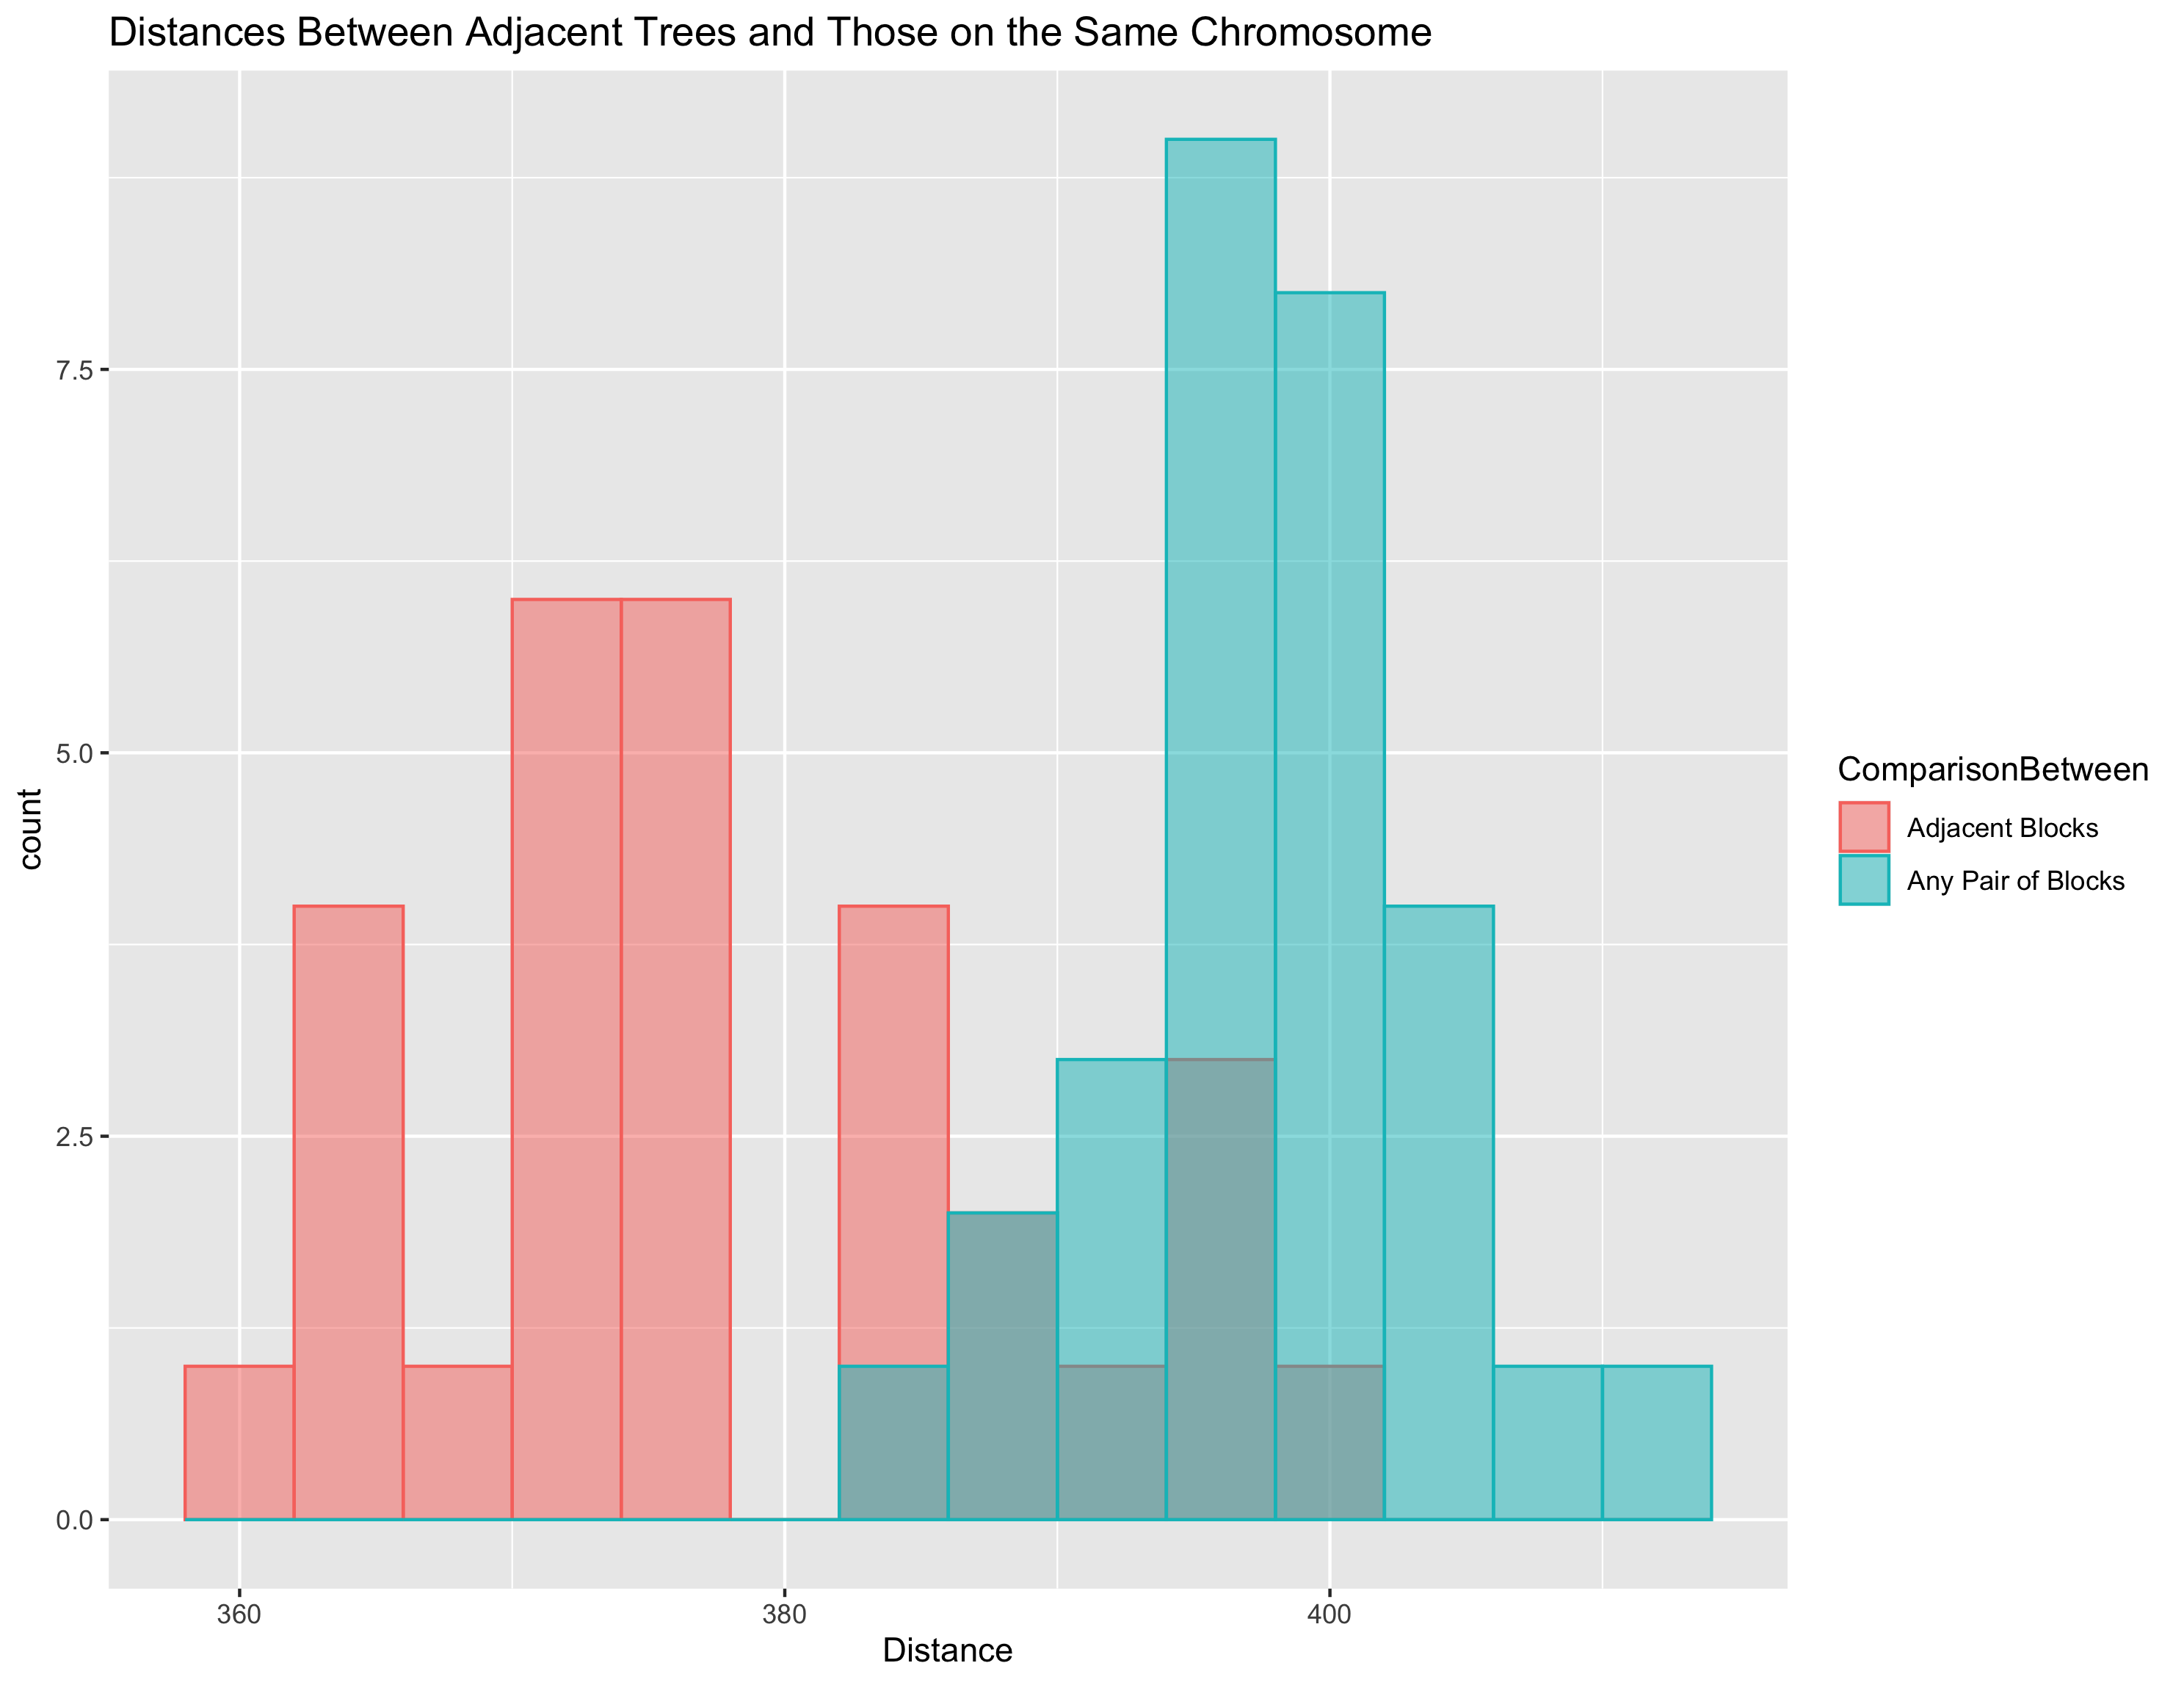 Distances Between Adjacent Trees and Those on the Same Chromosome
7.5
5.0
2.5
0.0
count
360
380
400
Distance
ComparisonBetween
Adjacent Blocks
Any Pair of Blocks